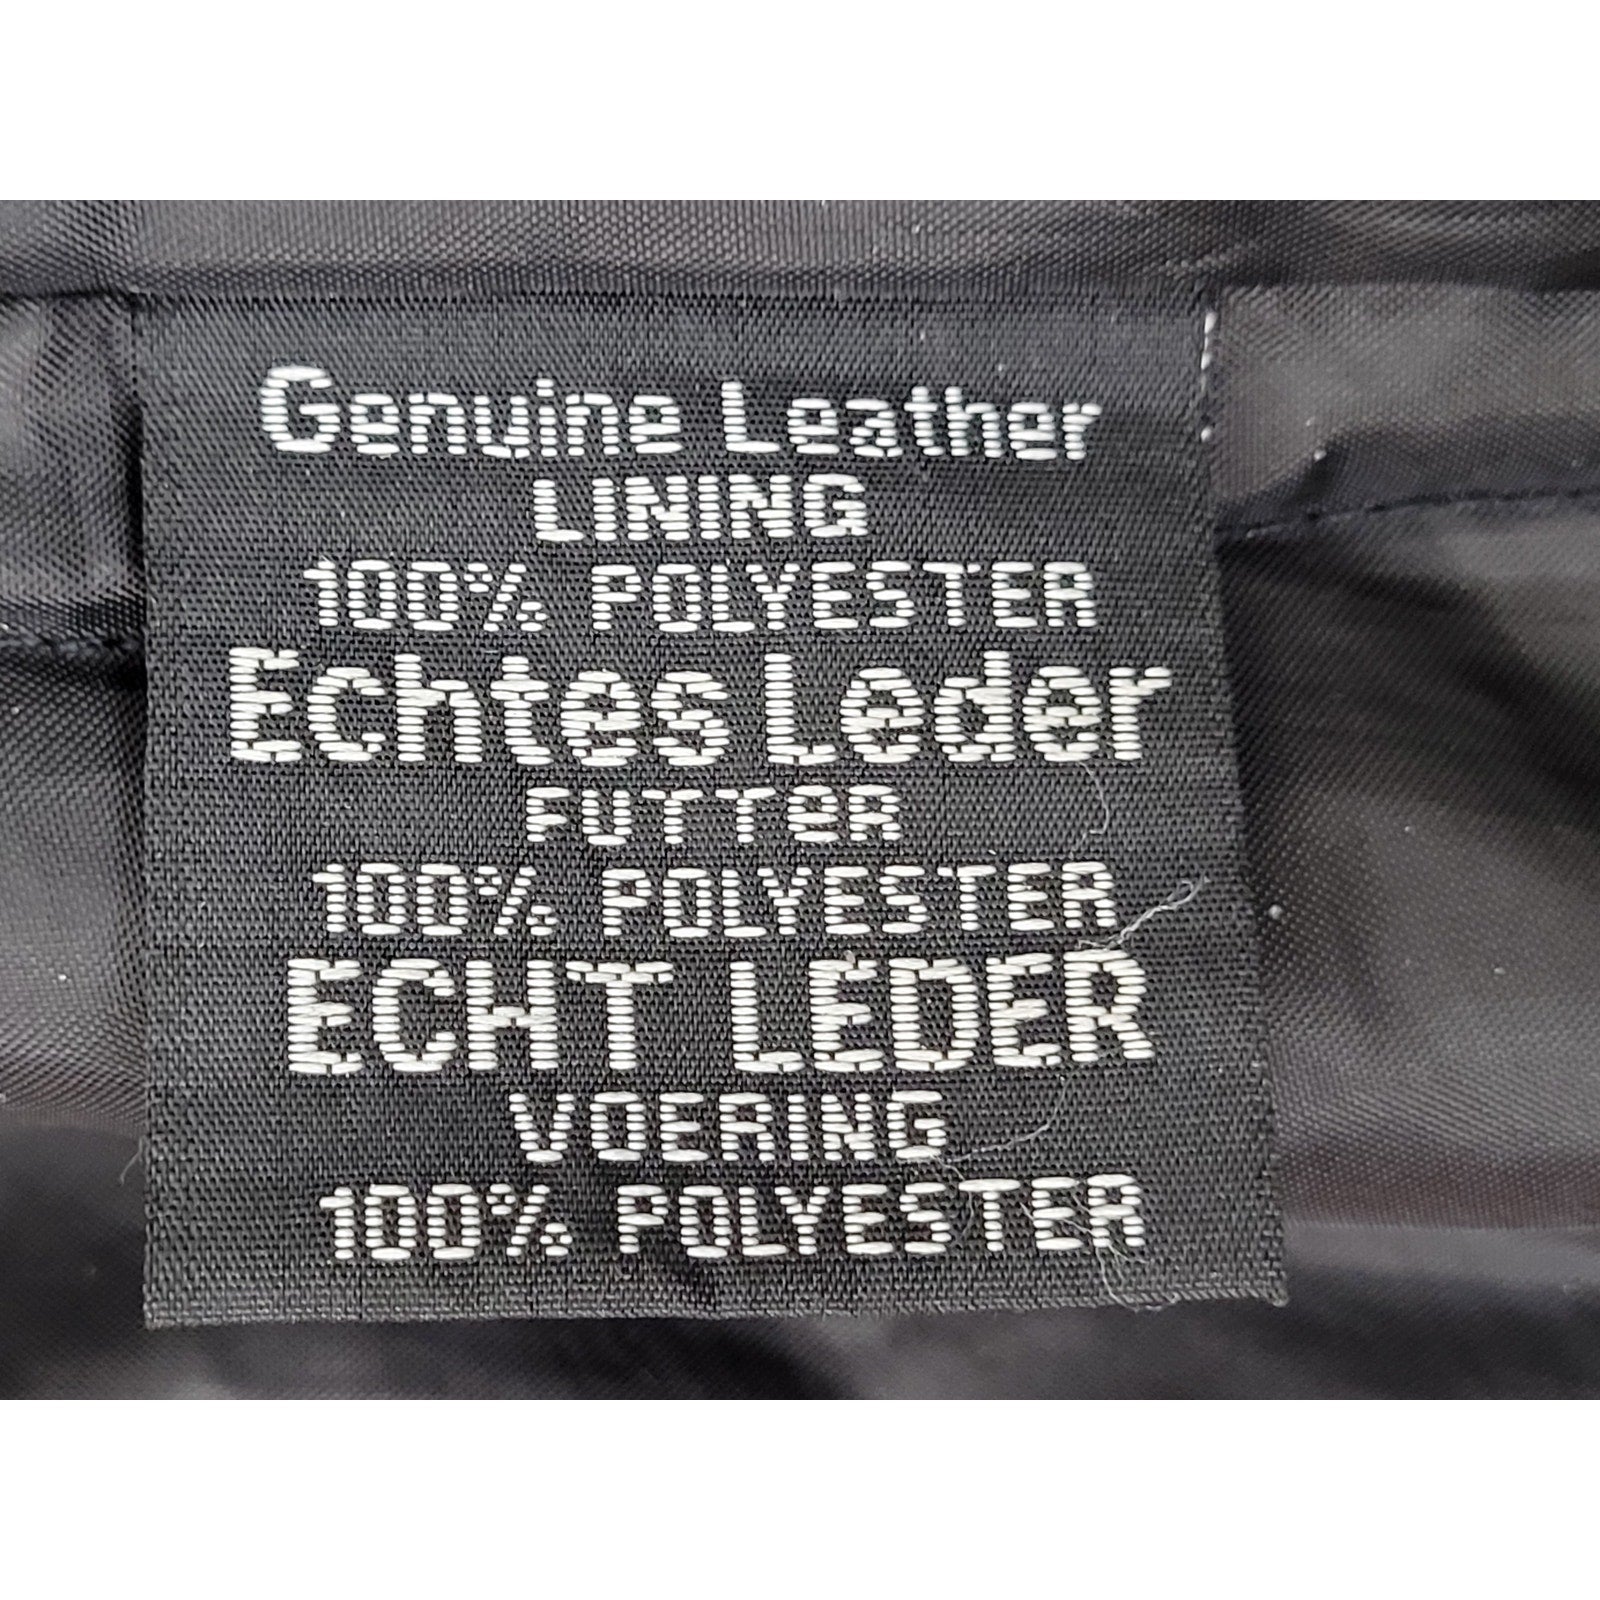 Genuine Leather
LINING
100% POLYESTER
Echtes Leder
FUTTeR
100% POLYESTER
ECHT LEDER
VOERING
100% POLYESTER